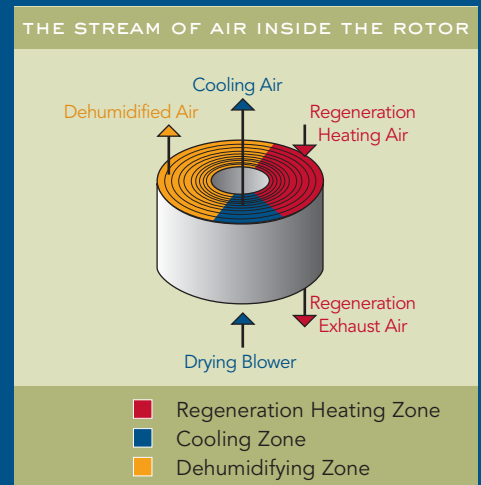 THE STREAM OF AIR INSIDE THE ROTOR
Cooling Air
Dehumidified Air
Regeneration
Heating Air
Regeneration
Exhaust Air
Drying Blower
Regeneration Heating Zone
Cooling Zone
Dehumidifying Zone